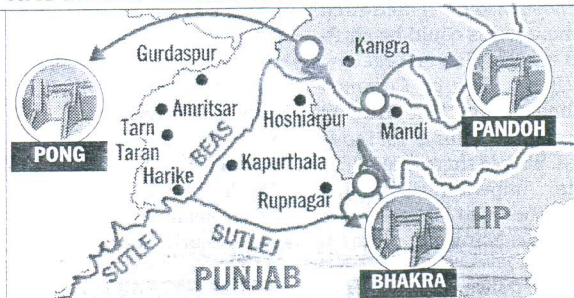 Gurdaspur
Kangra
Amritsar
Tarn
Taran
Hoshiarpur
Mandi
PANDOH
PONG
BEAS
Harike
Kapurthala
Rupnagar
SUTLEJ
SUTLEJ
HP
PUNJAB
BHAKRA